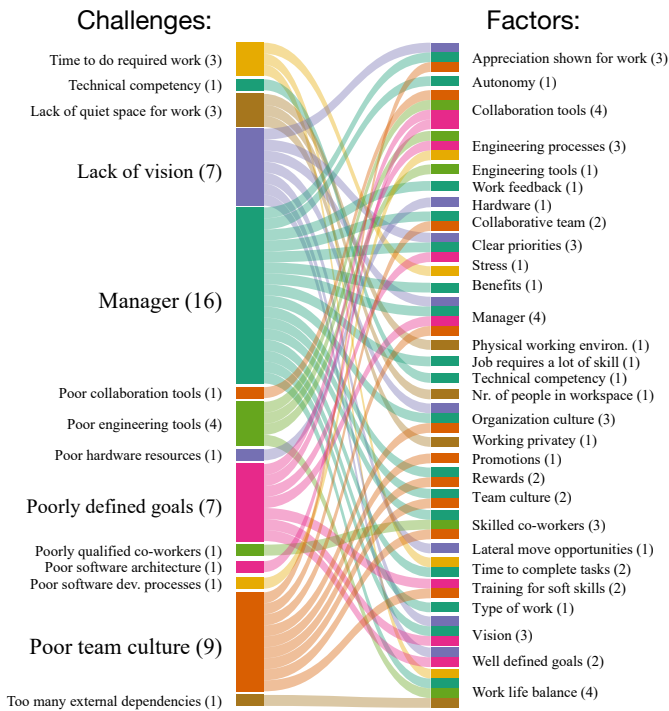 Challenges:
Time to do required work (3)
Technical competency (1)
Lack of quiet space for work (3)
Lack of vision (7)
Manager (16)
Poor collaboration tools (1)
Poor engineering tools (4)
Poor hardware resources (1)
Poorly defined goals (7)
Poorly qualified co-workers (1)
Poor software architecture (1)
Poor software dev. processes (1)
Poor team culture (9)
Too many external dependencies (1)
Factors:
Appreciation shown for work (3)
Autonomy (1)
Collaboration tools (4)
Engineering processes (3)
Engineering tools (1)
Work feedback (1)
Hardware (1)
Collaborative team (2)
Clear priorities (3)
Stress (1)
Benefits (1)
Manager (4)
Physical working environ. (1)
Job requires a lot of skill (1)
Technical competency (1)
Nr. of people in workspace (1)
Organization culture (3)
Working privatey (1)
Promotions (1)
Rewards (2)
Team culture (2)
Skilled co-workers (3)
Lateral move opportunities (1)
Time to complete tasks (2)
Training for soft skills (2)
Type of work (1)
Vision (3)
Well defined goals (2)
Work life balance (4)